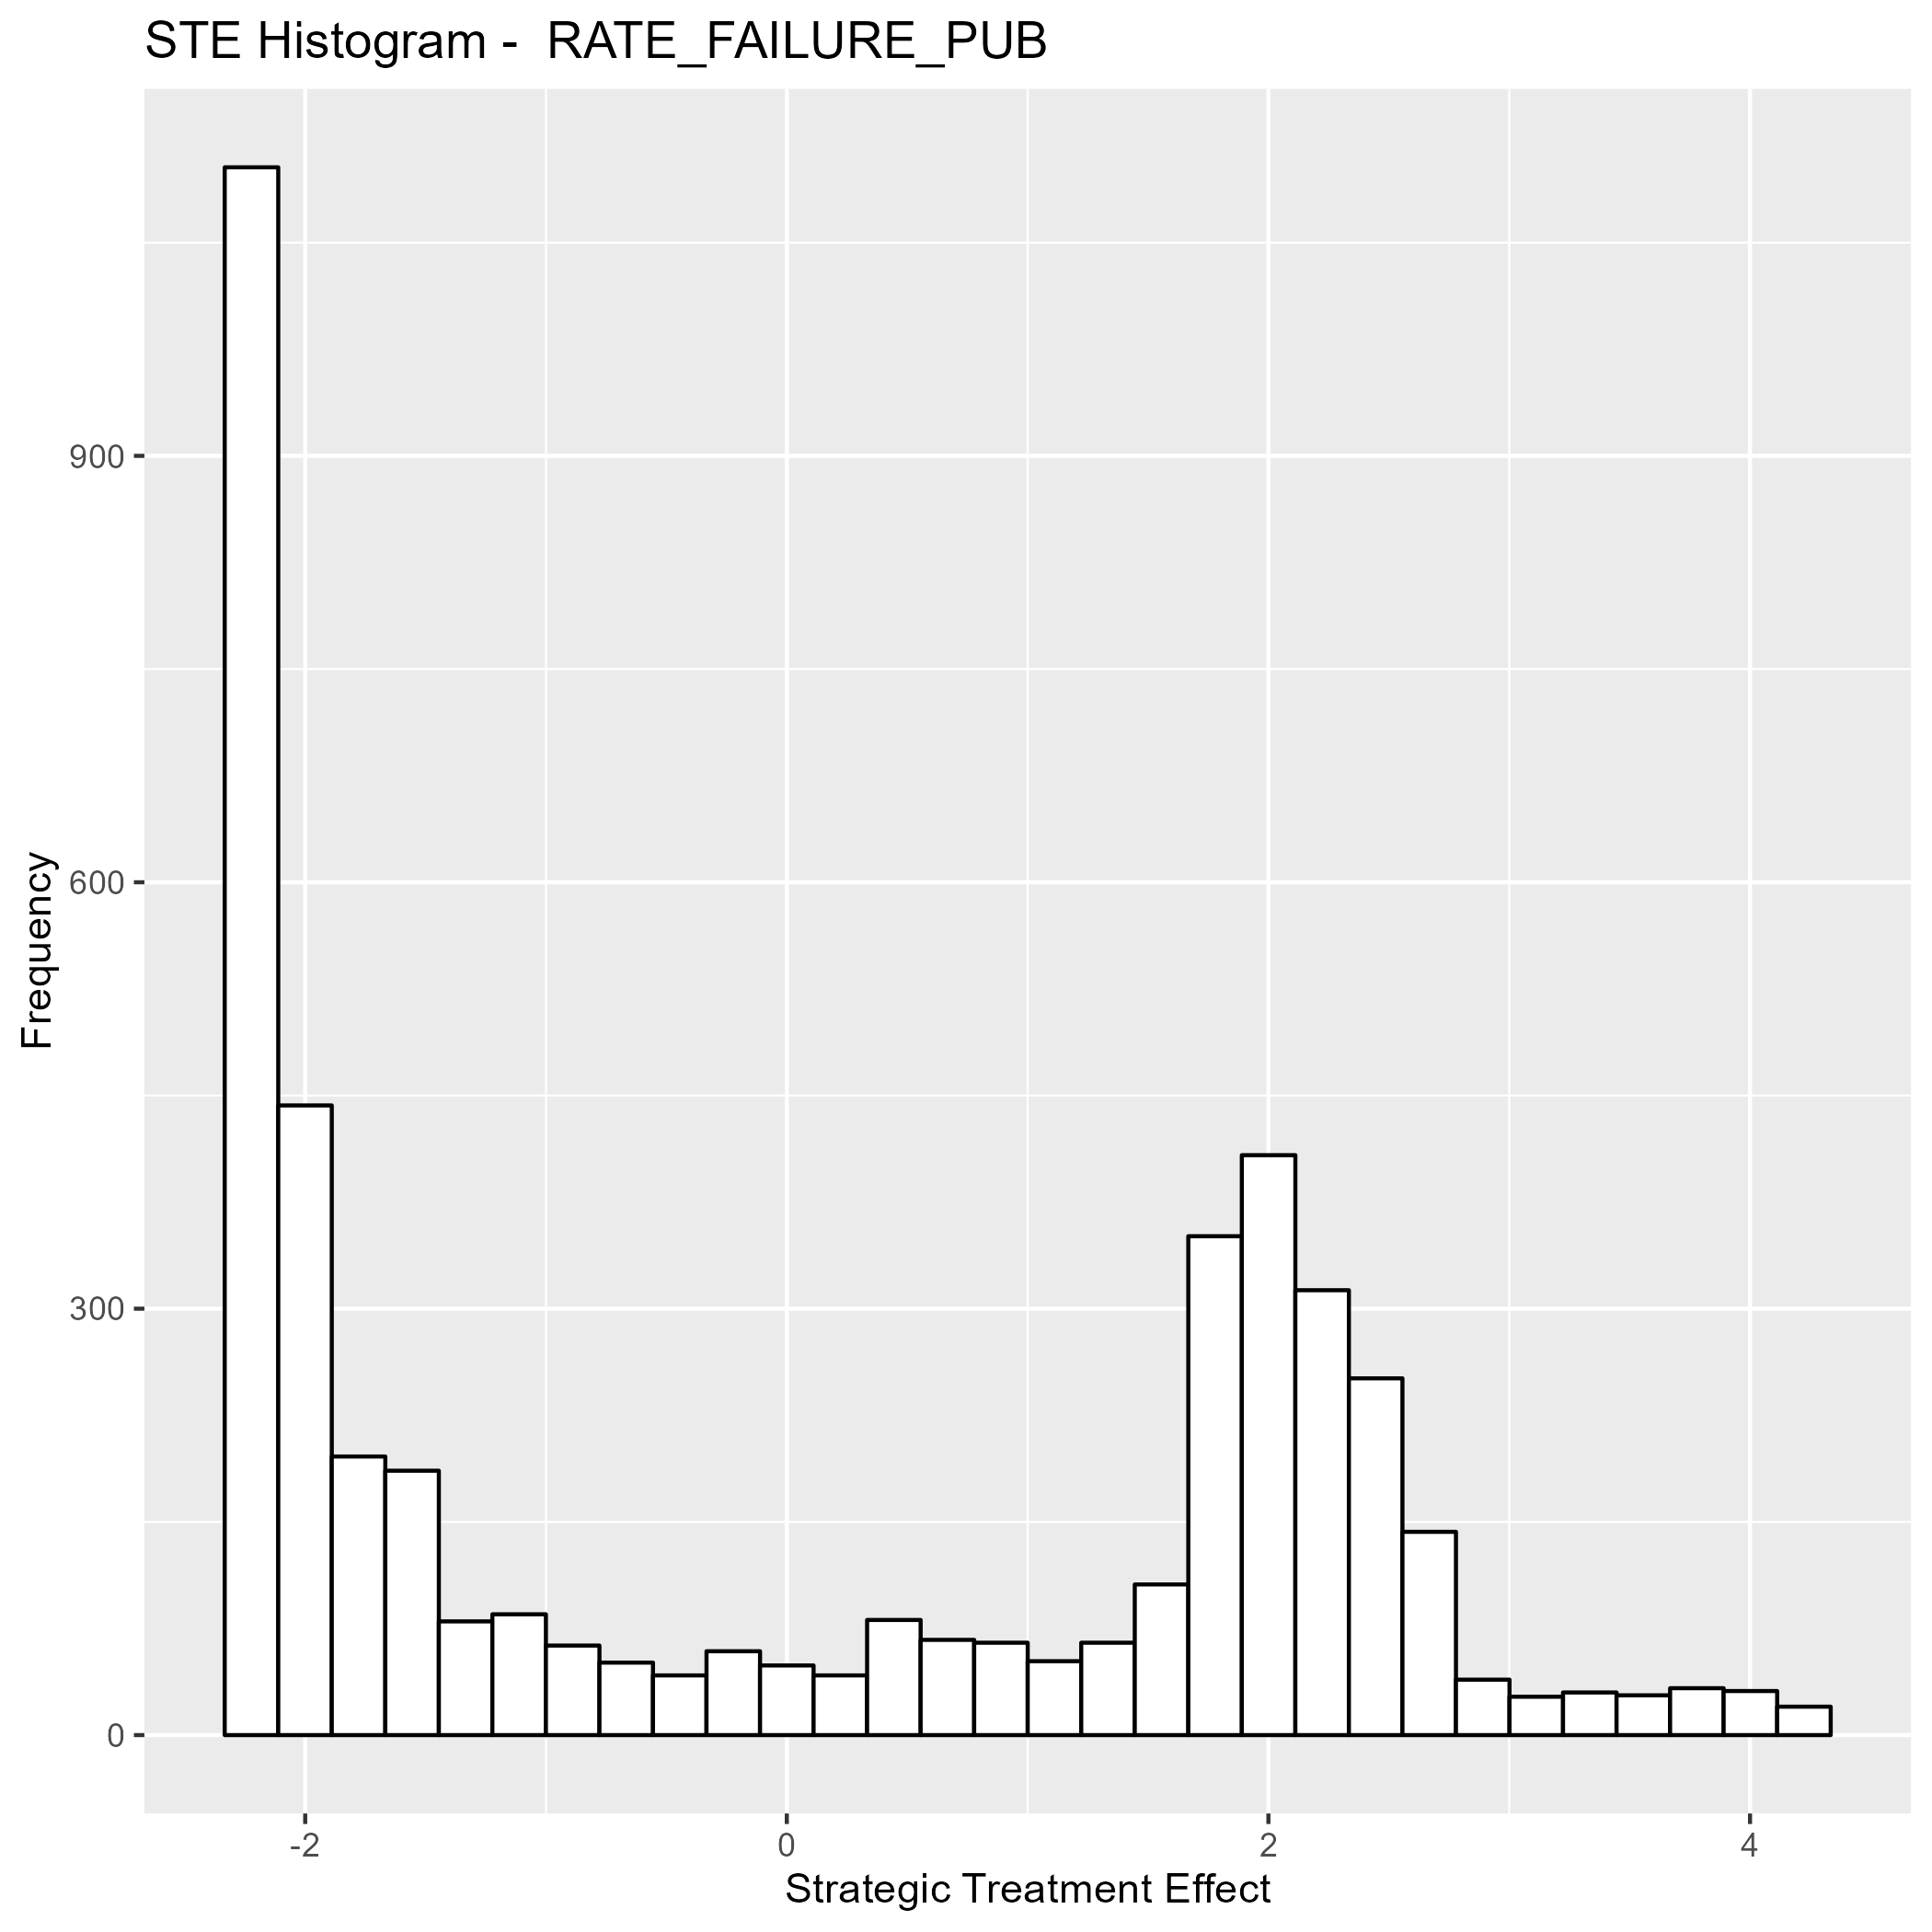 STE Histogram -  RATE_FAILURE_PUB
Frequency
900
600
300
0
-2 0 2 4
Strategic Treatment Effect